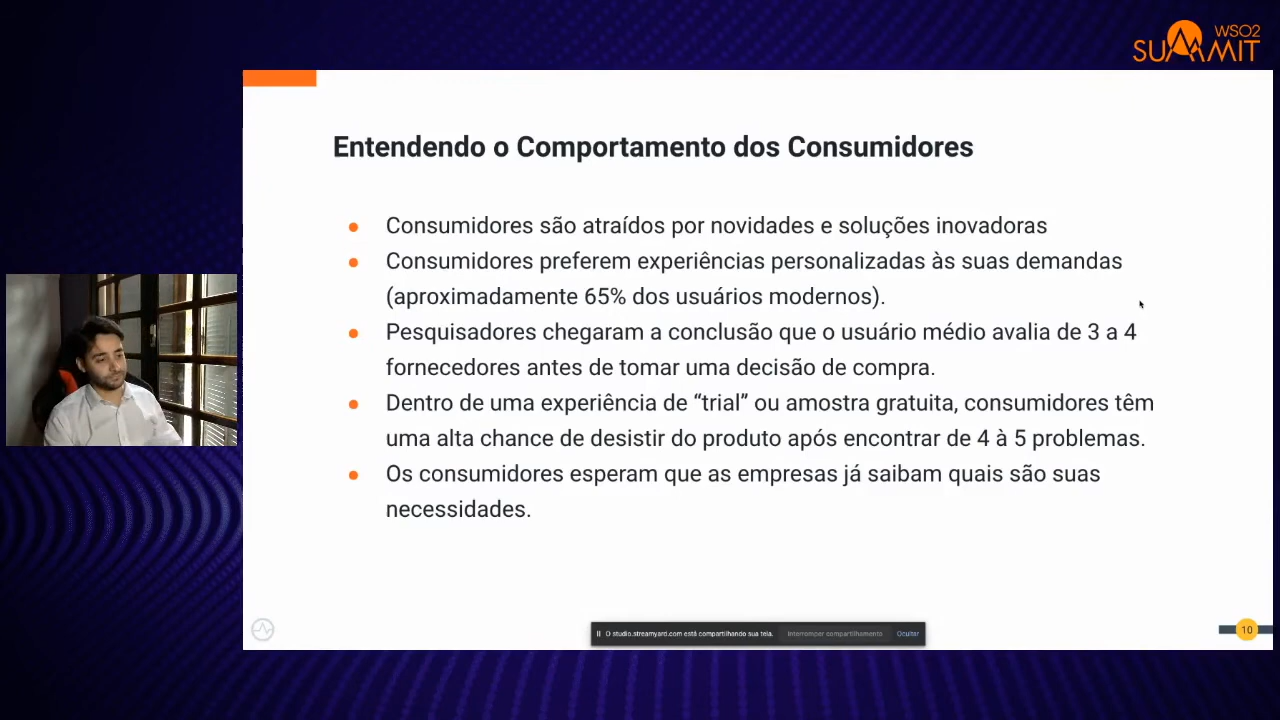 WSO2
SUMMIT
Entendendo o Comportamento dos Consumidores
Consumidores são atraídos por novidades e soluções inovadoras
Consumidores preferem experiências personalizadas às suas demandas
(aproximadamente 65% dos usuários modernos).
Pesquisadores chegaram a conclusão que o usuário médio avalia de 3 a 4
fornecedores antes de tomar uma decisão de compra.
Dentro de uma experiência de “trial” ou amostra gratuita, consumidores têm
uma alta chance de desistir do produto após encontrar de 4 à 5 problemas.
Os consumidores esperam que as empresas já saibam quais são suas
necessidades.
O studio.streamyard.com está compartilhando sua tela. Interromper compartilhamento Ocultar
10